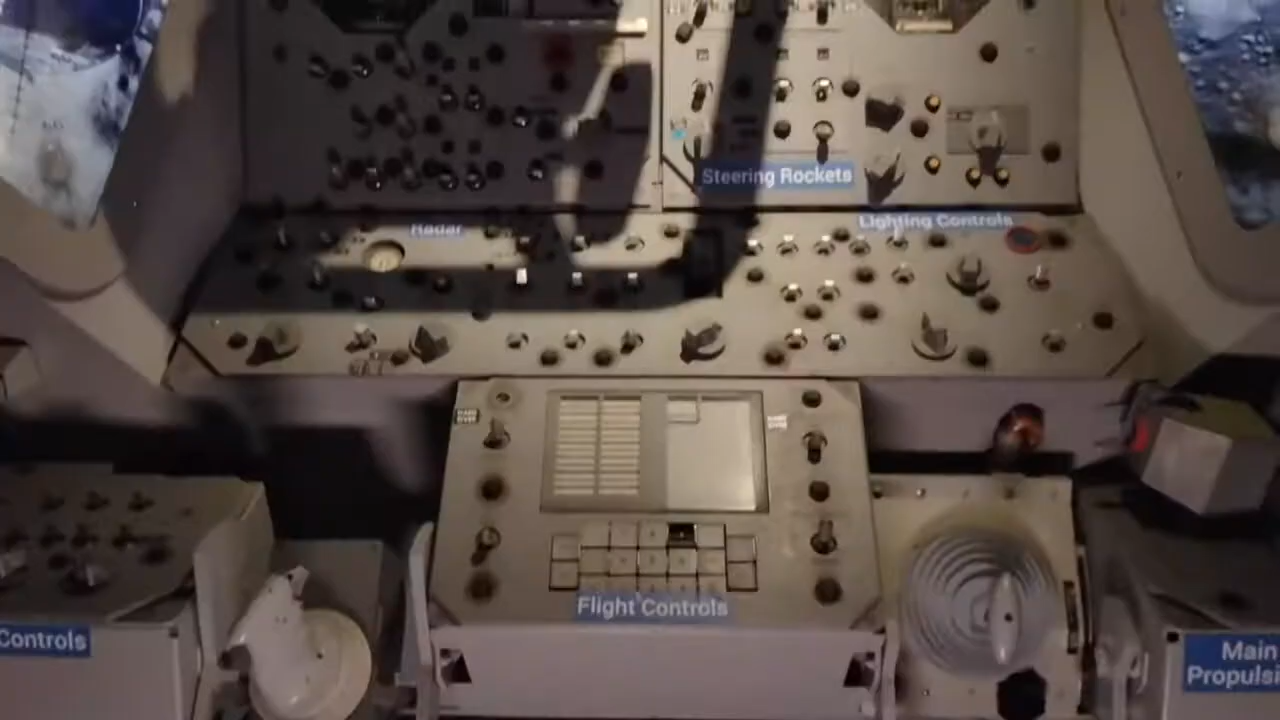 Steering Rockets
Lighting Controls
Radar
Flight Controls
Controls
Main
Propulsi